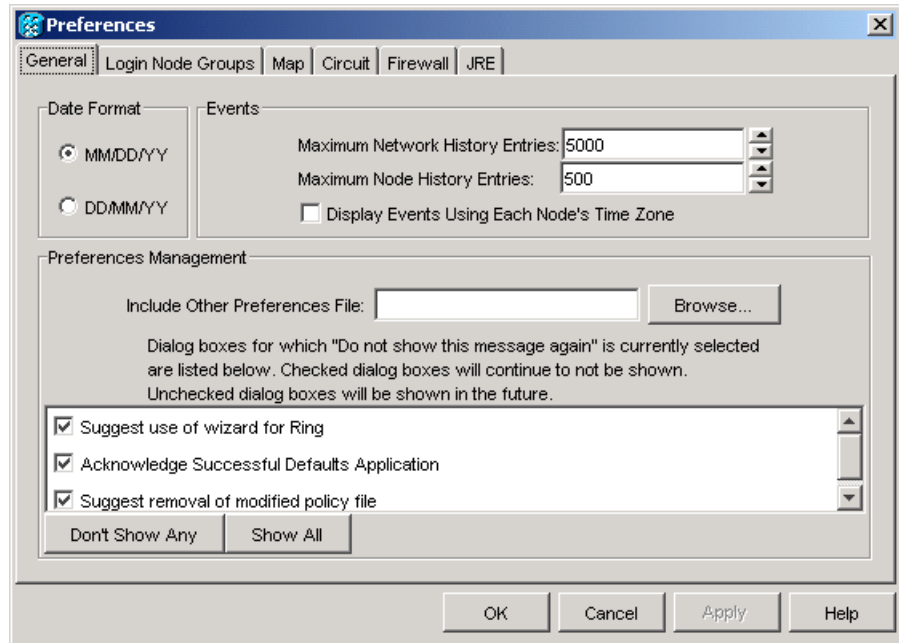 Preferences
General Login Node Groups Map Circuit Firewall JRE
Date Format
MM/DD/YY
DD/MM/YY
Events
Maximum Network History Entries: 5000
Maximum Node History Entries: 500
Display Events Using Each Node's Time Zone
Preferences Management
Include Other Preferences File: Browse...
Dialog boxes for which "Do not show this message again" is currently selected
are listed below. Checked dialog boxes will continue to not be shown.
Unchecked dialog boxes will be shown in the future.
Suggest use of wizard for Ring
Acknowledge Successful Defaults Application
Suggest removal of modified policy file
Don't Show Any Show All
OK Cancel Apply Help